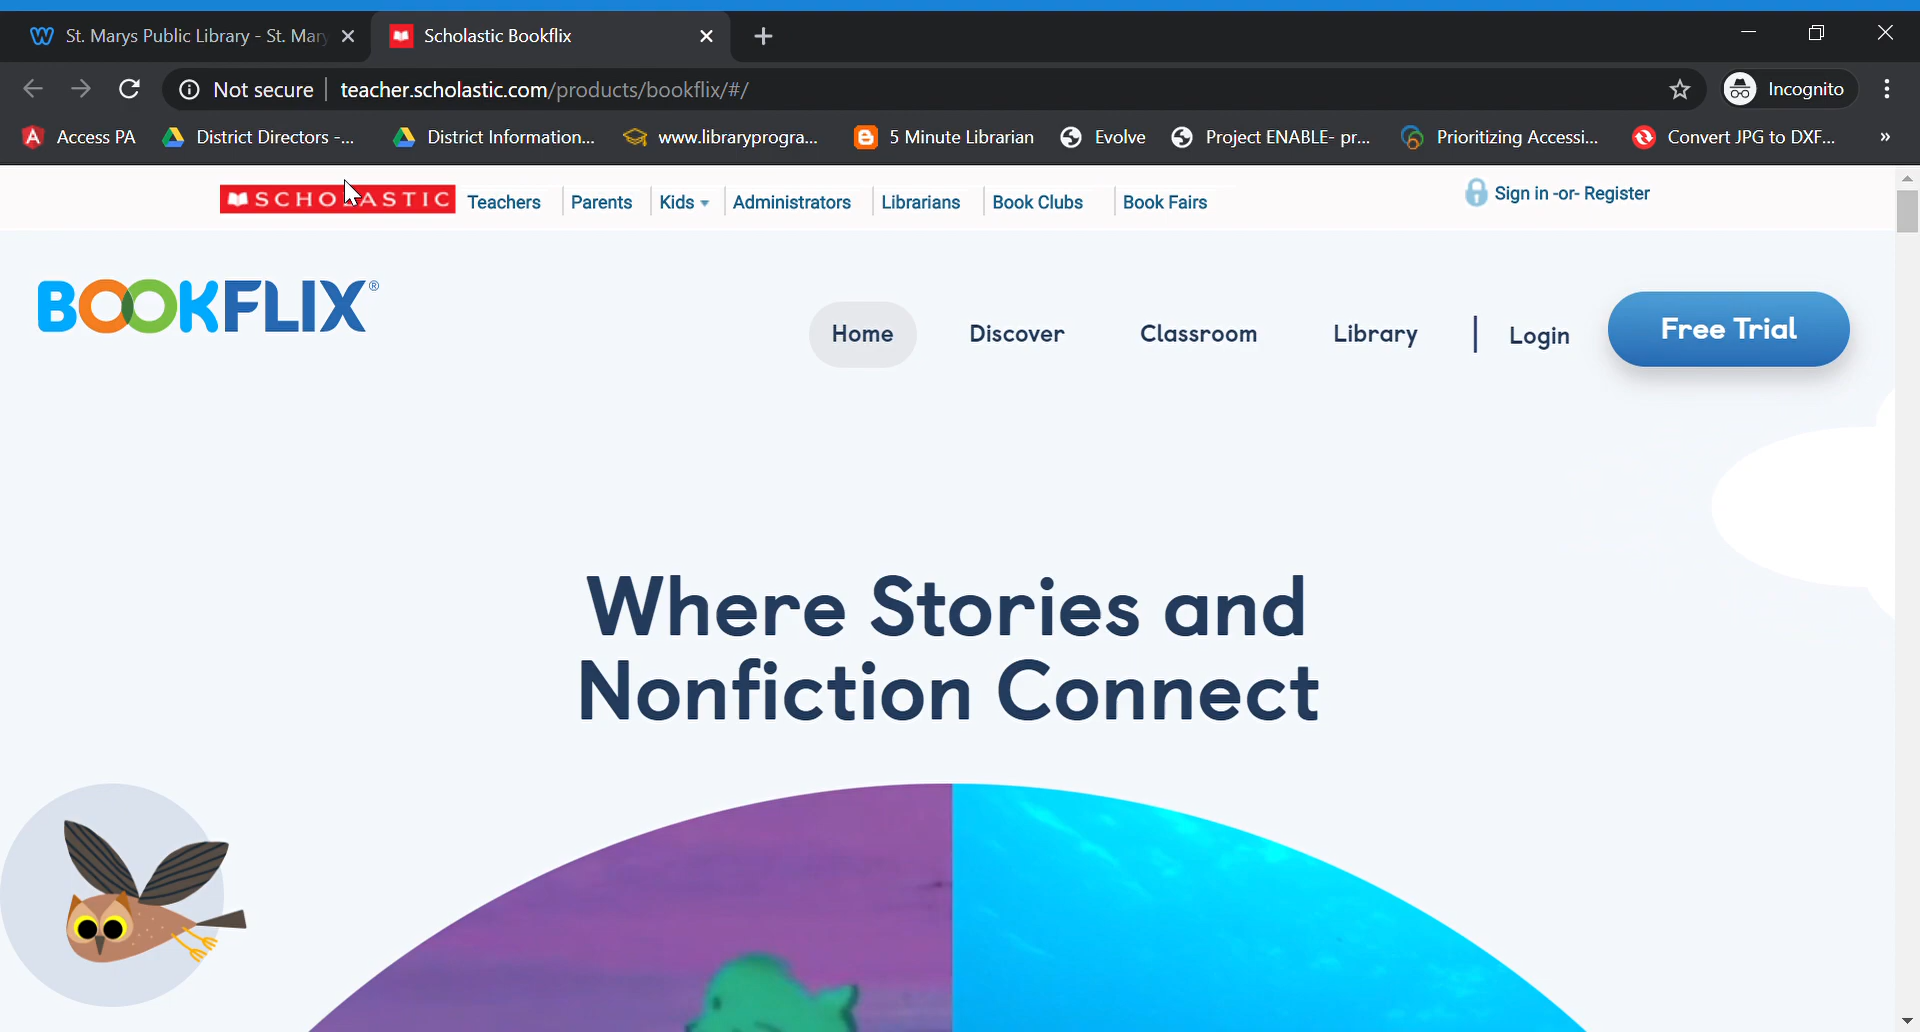 St. Marys Public Library - St. Mary
Scholastic Bookflix
Not secure
teacher.scholastic.com/products/bookflix/#/
Incognito
Access PA
District Directors -...
District Information...
www.libraryprogra...
5 Minute Librarian
Evolve
Project ENABLE- pr...
Prioritizing Accessi...
Convert JPG to DXF...
»
SCHOLASTIC
Teachers
Parents
Kids
Administrators
Librarians
Book Clubs
Book Fairs
Sign in -or- Register
BOOKFLIX®
Home
Discover
Classroom
Library
Login
Free Trial
Where Stories and
Nonfiction Connect